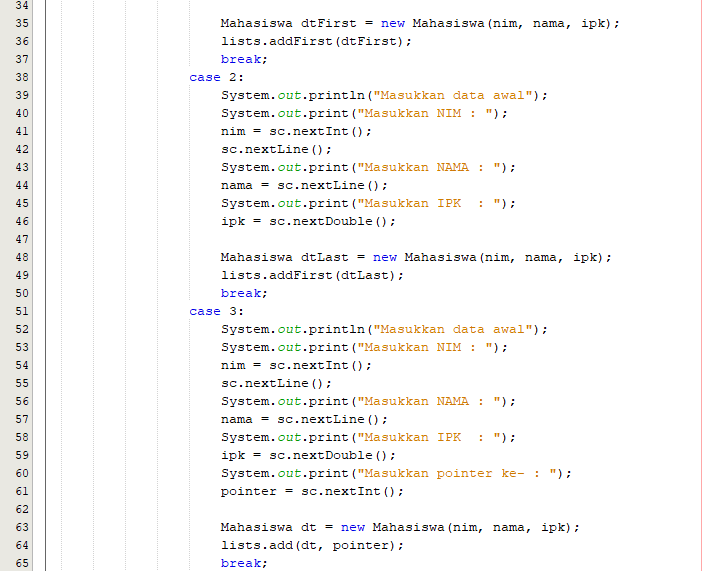 34
35 Mahasiswa dtFirst = new Mahasiswa(nim, nama, ipk);
36 lists.addFirst(dtFirst);
37 break;
38 case 2:
39 System.out.println("Masukkan data awal");
40 System.out.print("Masukkan NIM : ");
41 nim = sc.nextInt();
42 sc.nextLine();
43 System.out.print("Masukkan NAMA : ");
44 nama = sc.nextLine();
45 System.out.print("Masukkan IPK  : ");
46 ipk = sc.nextDouble();
47
48 Mahasiswa dtLast = new Mahasiswa(nim, nama, ipk);
49 lists.addFirst(dtLast);
50 break;
51 case 3:
52 System.out.println("Masukkan data awal");
53 System.out.print("Masukkan NIM : ");
54 nim = sc.nextInt();
55 sc.nextLine();
56 System.out.print("Masukkan NAMA : ");
57 nama = sc.nextLine();
58 System.out.print("Masukkan IPK  : ");
59 ipk = sc.nextDouble();
60 System.out.print("Masukkan pointer ke- : ");
61 pointer = sc.nextInt();
62
63 Mahasiswa dt = new Mahasiswa(nim, nama, ipk);
64 lists.add(dt, pointer);
65 break;